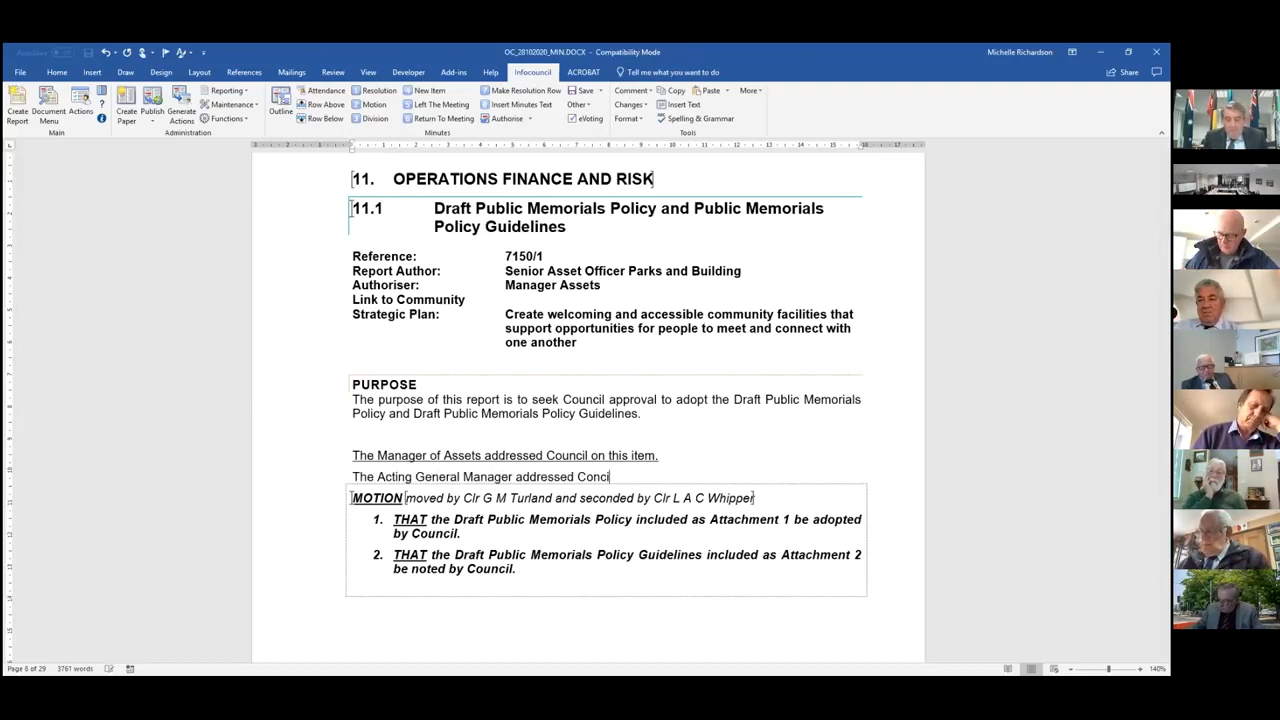 AutoSave Off
OC_28102020_MIN.DOCX - Compatibility Mode
Michelle Richardson
File Home Insert Draw Design Layout References Mailings Review View Developer Add-ins Help Infocouncil ACROBAT Tell me what you want to do Share
Create Report Document Menu Actions
Main
Create Paper Publish Generate Actions Reporting Maintenance Functions
Administration
Outline Attendance Row Above Row Below Resolution Motion Division New Item Left The Meeting Return To Meeting Make Resolution Row Insert Minutes Text Authorise Save Other eVoting
Minutes
Comment Changes Format Copy Paste Insert Text Spelling & Grammar More
Tools
11. OPERATIONS FINANCE AND RISK
11.1 Draft Public Memorials Policy and Public Memorials
Policy Guidelines
Reference: 7150/1
Report Author: Senior Asset Officer Parks and Building
Authoriser: Manager Assets
Link to Community
Strategic Plan: Create welcoming and accessible community facilities that
support opportunities for people to meet and connect with
one another
PURPOSE
The purpose of this report is to seek Council approval to adopt the Draft Public Memorials
Policy and Draft Public Memorials Policy Guidelines.
The Manager of Assets addressed Council on this item.
The Acting General Manager addressed Conci
MOTION moved by Clr G M Turland and seconded by Clr L A C Whipper
1. THAT the Draft Public Memorials Policy included as Attachment 1 be adopted
by Council.
2. THAT the Draft Public Memorials Policy Guidelines included as Attachment 2
be noted by Council.
Page 8 of 29 3761 words
140%